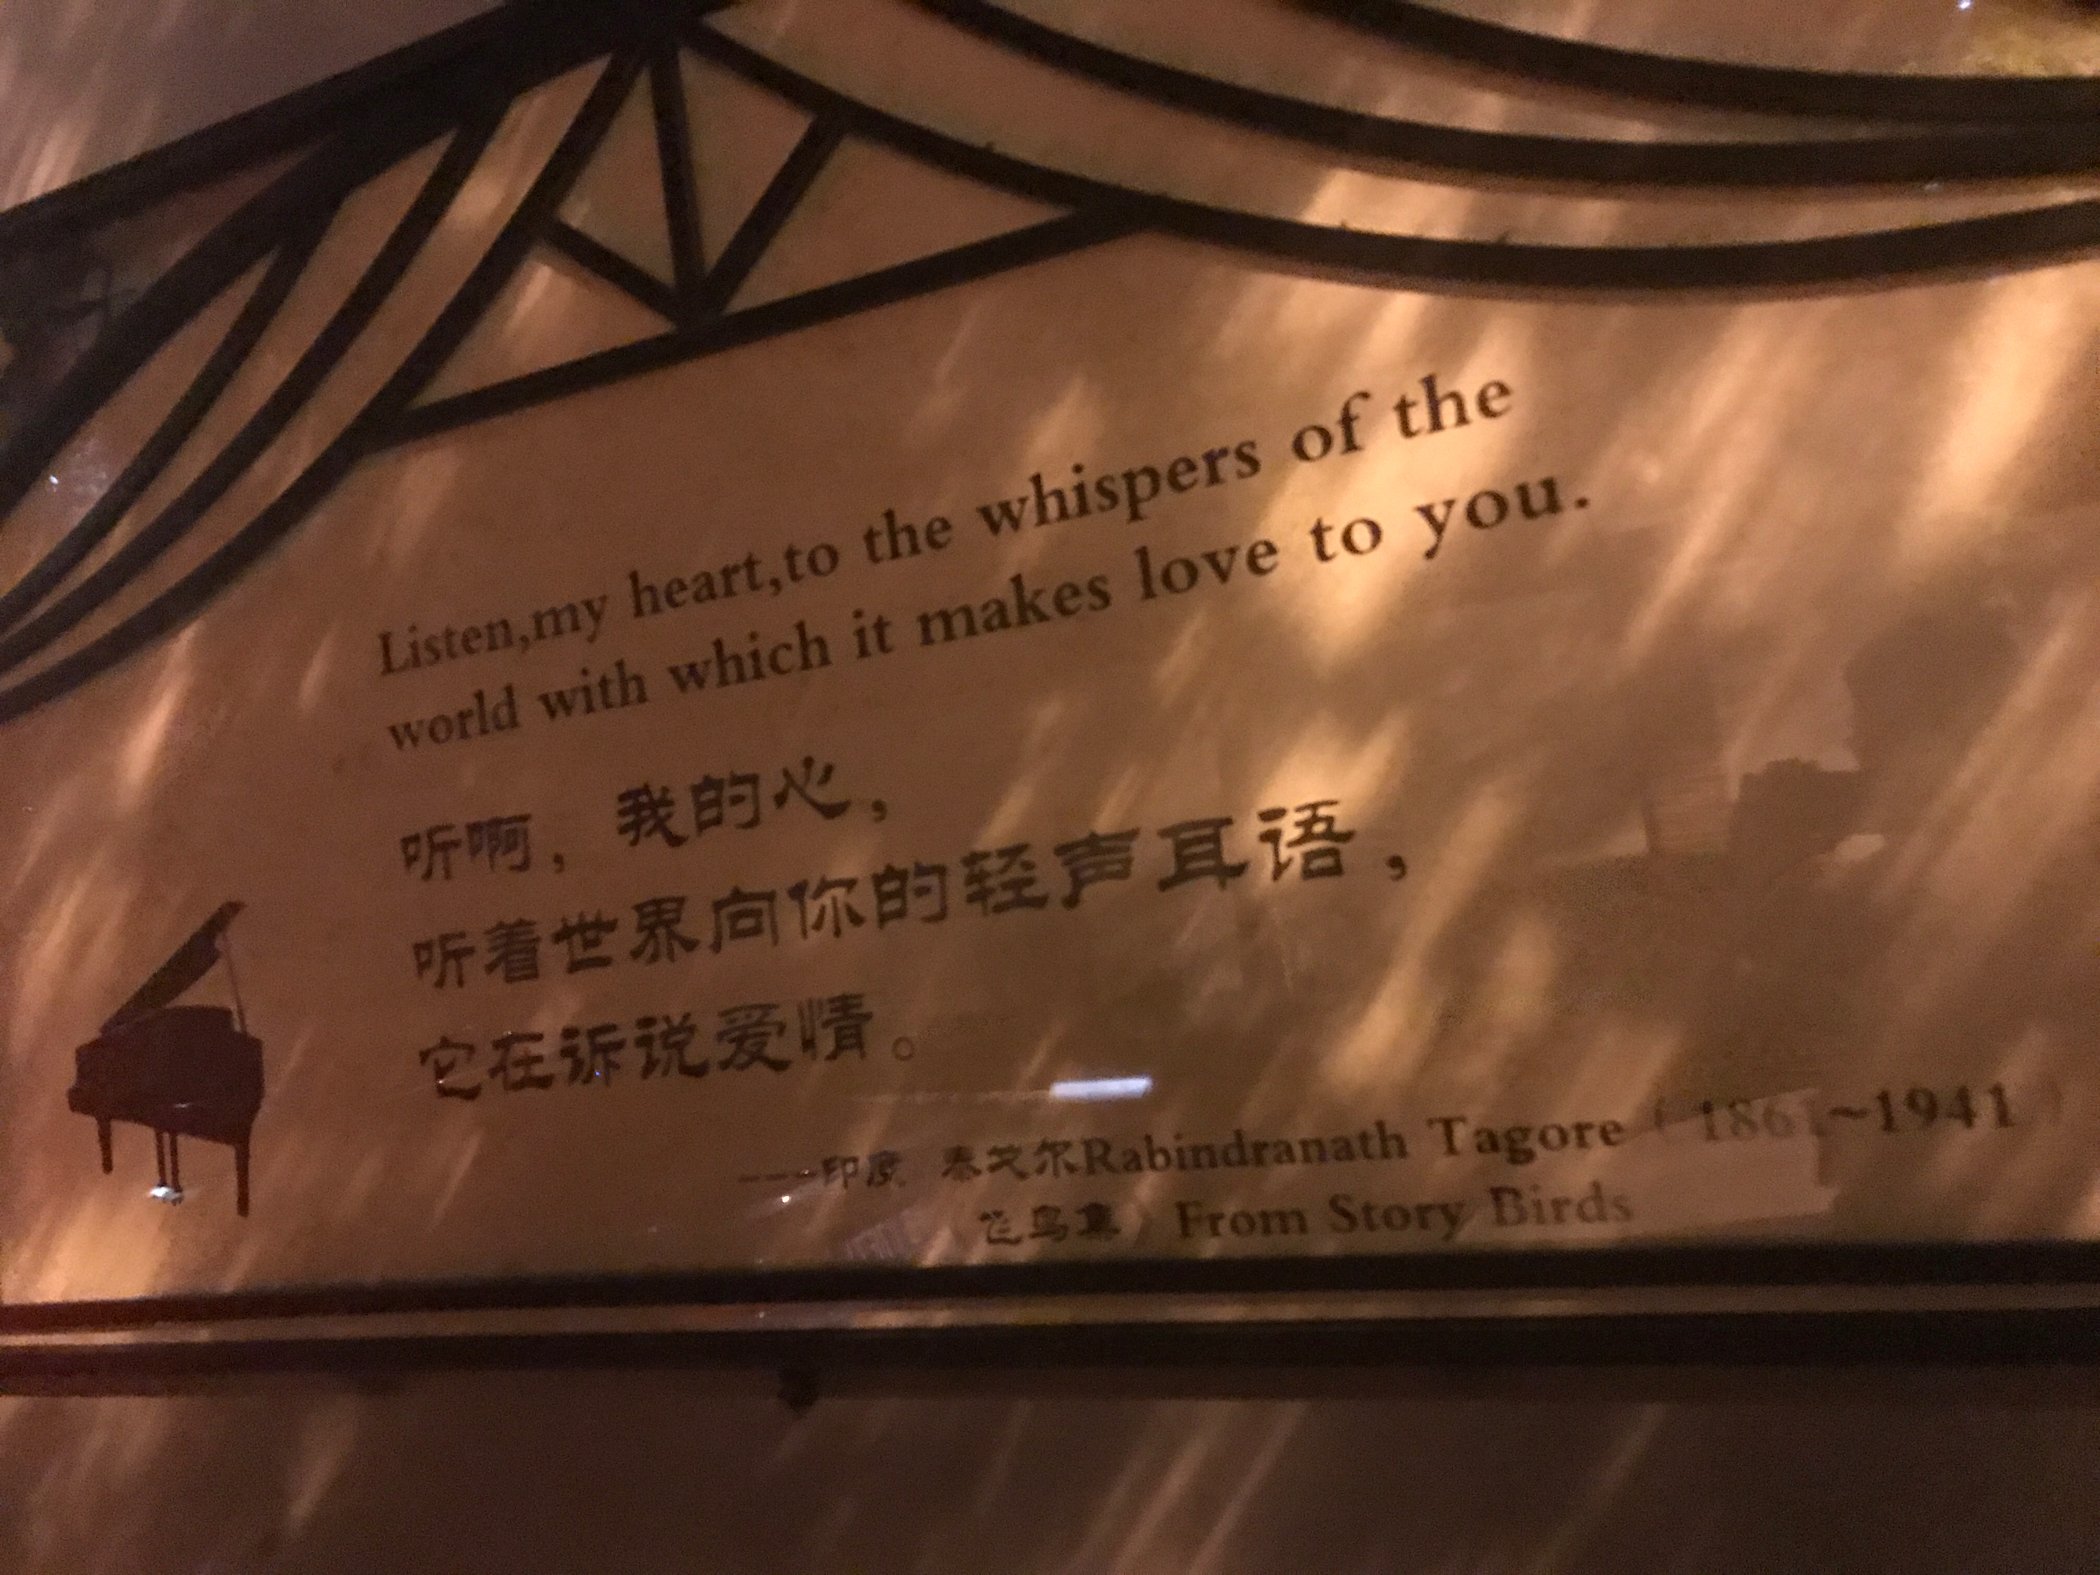 Listen,my heart,to the whispers of the
world with which it makes love to you.
听啊，我的心，
听着世界向你的轻声耳语，
它在诉说爱情。
----印度 泰戈尔Rabindranath Tagore（1861~1941）
飞鸟集）From Story Birds